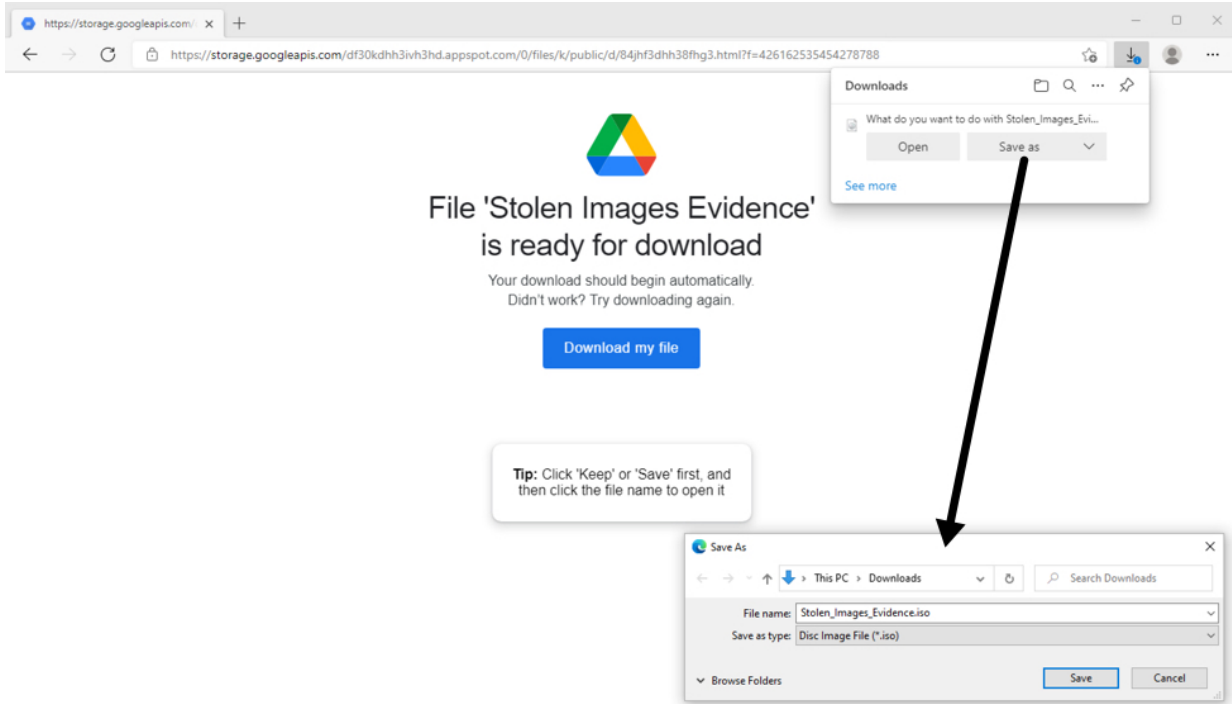 https://storage.googleapis.com/
https://storage.googleapis.com/df30kdhh3ivh3hd.appspot.com/0/files/k/public/d/84jhf3dhh38fhg3.html?f=426162535454278788
Downloads
What do you want to do with Stolen_Images_Evi...
Open
Save as
See more
File 'Stolen Images Evidence'
is ready for download
Your download should begin automatically.
Didn't work? Try downloading again.
Download my file
Tip: Click 'Keep' or 'Save' first, and
then click the file name to open it
Save As
This PC > Downloads
Search Downloads
File name: Stolen_Images_Evidence.iso
Save as type: Disc Image File (*.iso)
Browse Folders
Save
Cancel